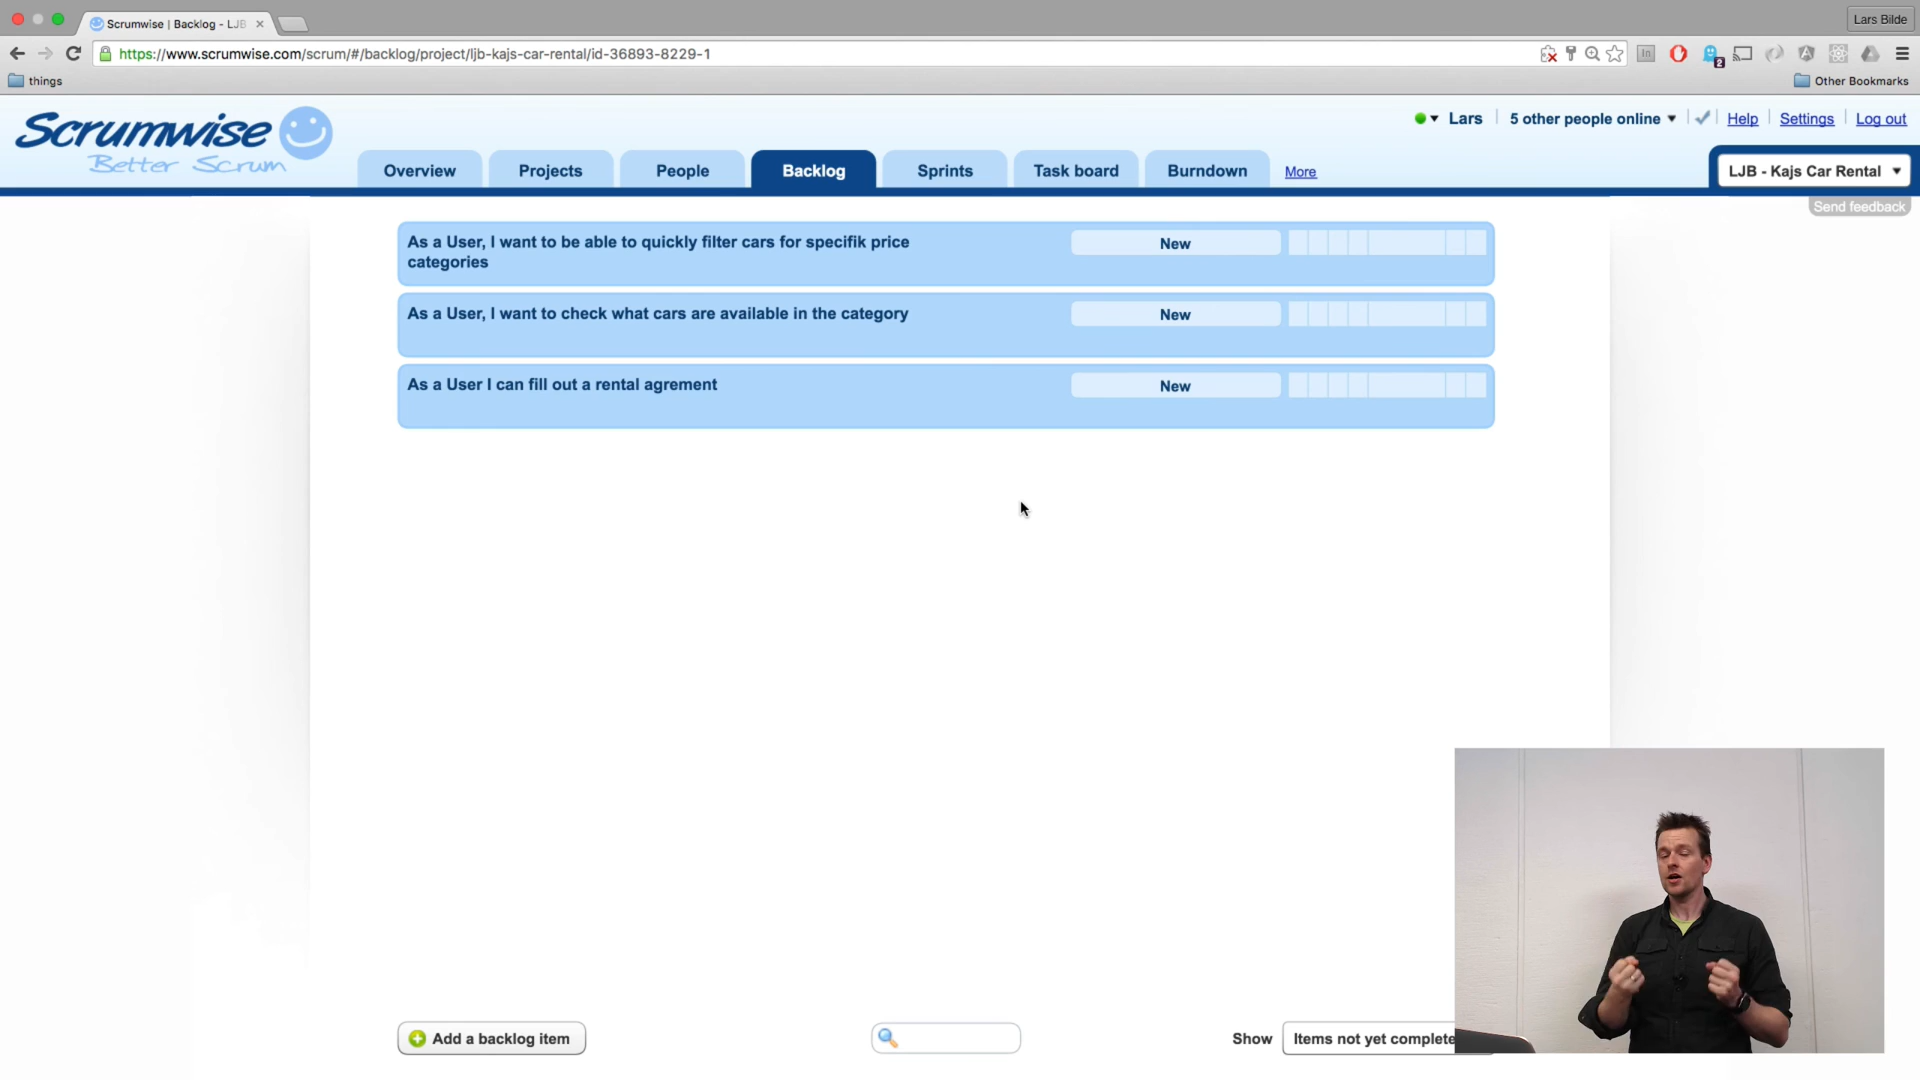 Scrumwise | Backlog - LJB
Lars Bilde
https://www.scrumwise.com/scrum/#/backlog/project/ljb-kajs-car-rental/id-36893-8229-1
In
2
things
Other Bookmarks
Scrumwise
Better Scrum
Lars
5 other people online
Help
Settings
Log out
Overview
Projects
People
Backlog
Sprints
Task board
Burndown
More
LJB - Kajs Car Rental
Send feedback
As a User, I want to be able to quickly filter cars for specifik price
categories
New
As a User, I want to check what cars are available in the category
New
As a User I can fill out a rental agrement
New
Add a backlog item
Show
Items not yet complete